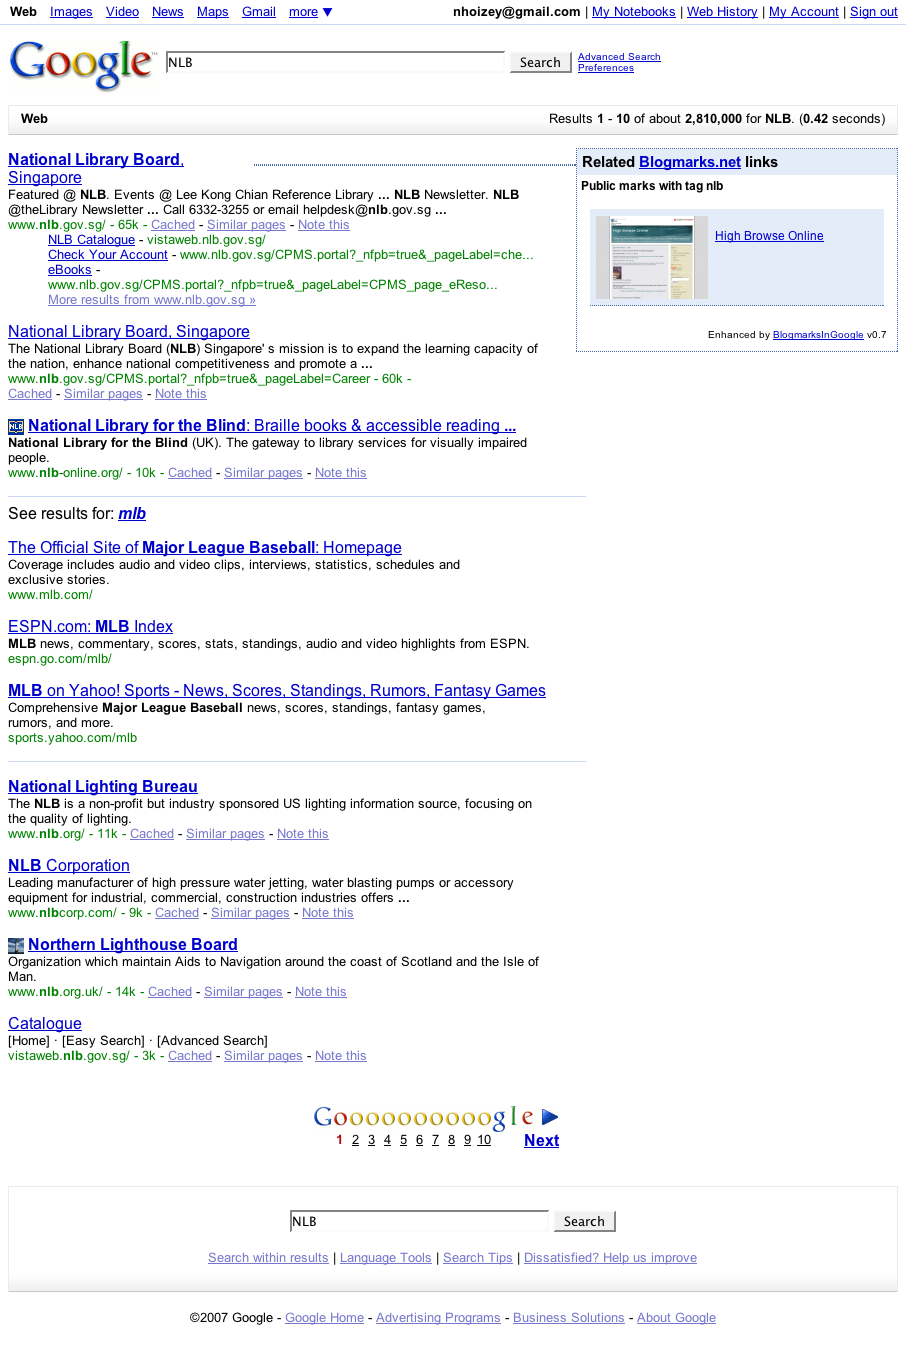 Web Images Video News Maps Gmail more ▼ nhoizey@gmail.com | My Notebooks | Web History | My Account | Sign out
Google NLB Search Advanced Search
Preferences
Web Results 1 - 10 of about 2,810,000 for NLB. (0.42 seconds)
National Library Board, Singapore
Featured @ NLB. Events @ Lee Kong Chian Reference Library ... NLB Newsletter. NLB
@theLibrary Newsletter ... Call 6332-3255 or email helpdesk@nlb.gov.sg ...
www.nlb.gov.sg/ - 65k - Cached - Similar pages - Note this
NLB Catalogue - vistaweb.nlb.gov.sg/
Check Your Account - www.nlb.gov.sg/CPMS.portal?_nfpb=true&_pageLabel=che...
eBooks -
www.nlb.gov.sg/CPMS.portal?_nfpb=true&_pageLabel=CPMS_page_eReso...
More results from www.nlb.gov.sg »
Related Blogmarks.net links
Public marks with tag nlb
High Browse Online
Enhanced by BlogmarksInGoogle v0.7
National Library Board, Singapore
The National Library Board (NLB) Singapore' s mission is to expand the learning capacity of
the nation, enhance national competitiveness and promote a ...
www.nlb.gov.sg/CPMS.portal?_nfpb=true&_pageLabel=Career - 60k -
Cached - Similar pages - Note this
NLB National Library for the Blind: Braille books & accessible reading ...
National Library for the Blind (UK). The gateway to library services for visually impaired
people.
www.nlb-online.org/ - 10k - Cached - Similar pages - Note this
See results for: mlb
The Official Site of Major League Baseball: Homepage
Coverage includes audio and video clips, interviews, statistics, schedules and
exclusive stories.
www.mlb.com/
ESPN.com: MLB Index
MLB news, commentary, scores, stats, standings, audio and video highlights from ESPN.
espn.go.com/mlb/
MLB on Yahoo! Sports - News, Scores, Standings, Rumors, Fantasy Games
Comprehensive Major League Baseball news, scores, standings, fantasy games,
rumors, and more.
sports.yahoo.com/mlb
National Lighting Bureau
The NLB is a non-profit but industry sponsored US lighting information source, focusing on
the quality of lighting.
www.nlb.org/ - 11k - Cached - Similar pages - Note this
NLB Corporation
Leading manufacturer of high pressure water jetting, water blasting pumps or accessory
equipment for industrial, commercial, construction industries offers ...
www.nlbcorp.com/ - 9k - Cached - Similar pages - Note this
Northern Lighthouse Board
Organization which maintain Aids to Navigation around the coast of Scotland and the Isle of
Man.
www.nlb.org.uk/ - 14k - Cached - Similar pages - Note this
Catalogue
[Home] · [Easy Search] · [Advanced Search]
vistaweb.nlb.gov.sg/ - 3k - Cached - Similar pages - Note this
Goooooooooogle
1 2 3 4 5 6 7 8 9 10 Next
NLB Search
Search within results | Language Tools | Search Tips | Dissatisfied? Help us improve
©2007 Google - Google Home - Advertising Programs - Business Solutions - About Google